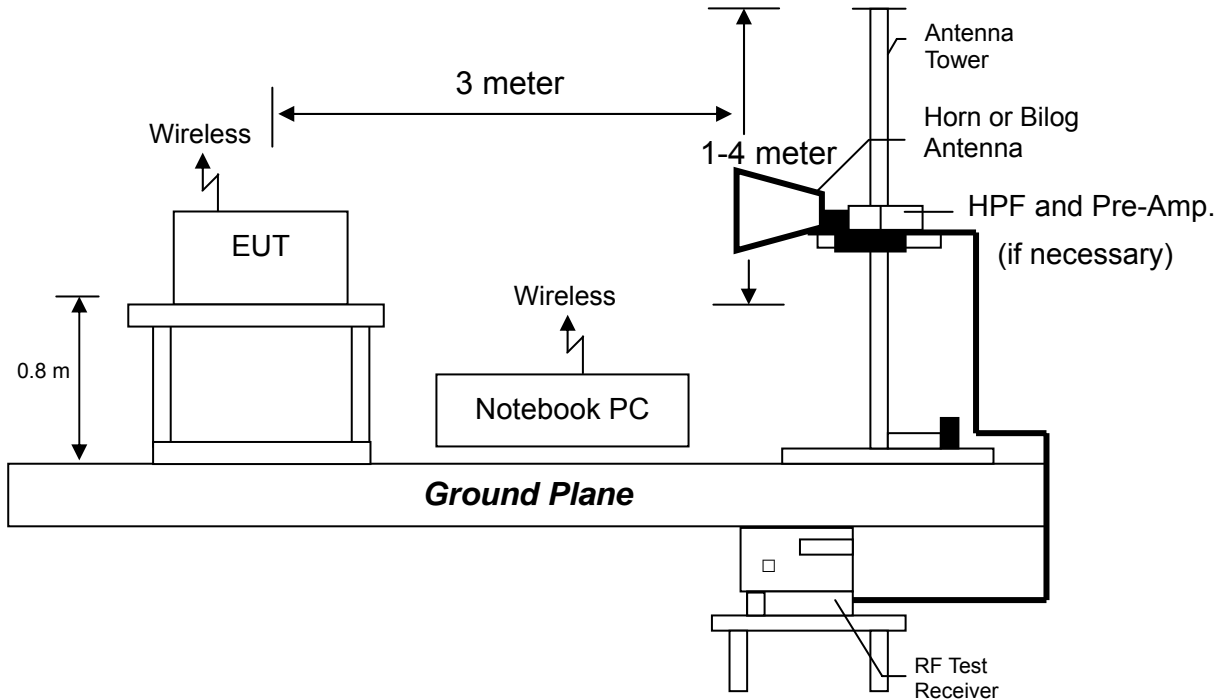 Antenna
Tower
3 meter
Wireless
Horn or Bilog
Antenna
1-4 meter
HPF and Pre-Amp.
(if necessary)
EUT
Wireless
0.8 m
Notebook PC
Ground Plane
RF Test
Receiver